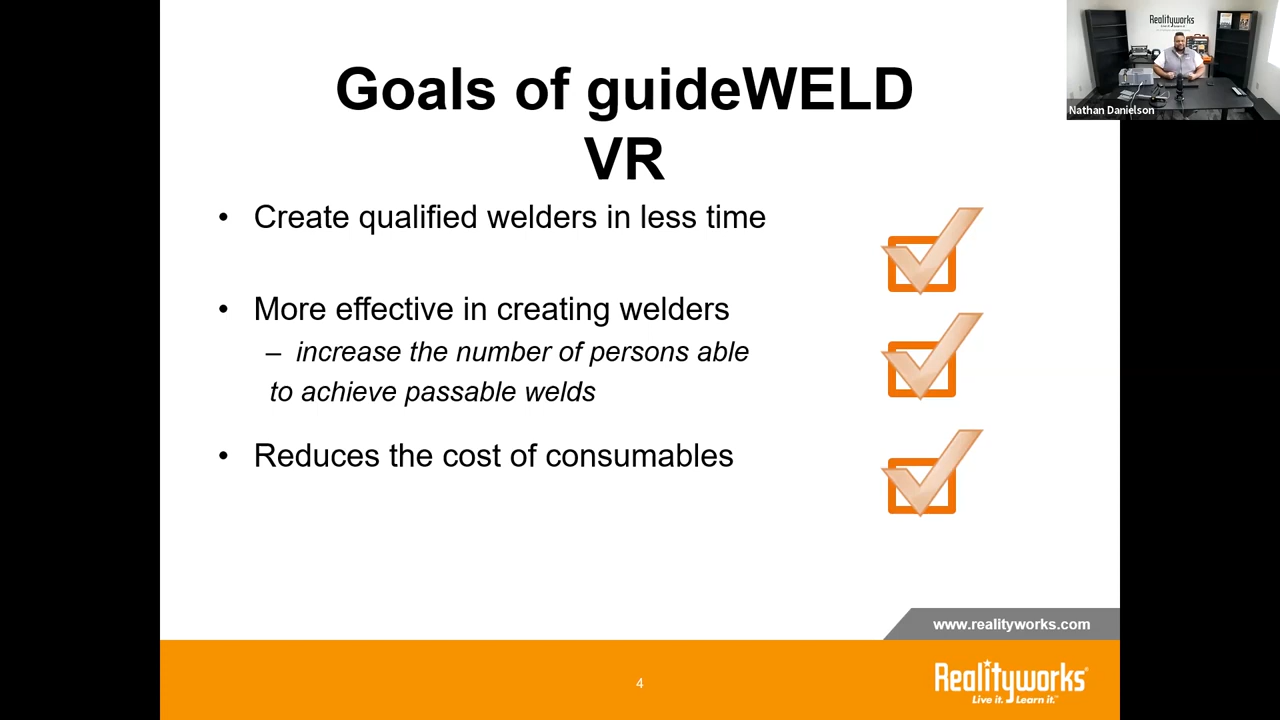 Goals of guideWELD
VR
• Create qualified welders in less time
• More effective in creating welders
– increase the number of persons able
to achieve passable welds
• Reduces the cost of consumables
www.realityworks.com
4
Realityworks®
Live it. Learn it.™
Realityworks
Nathan Danielson